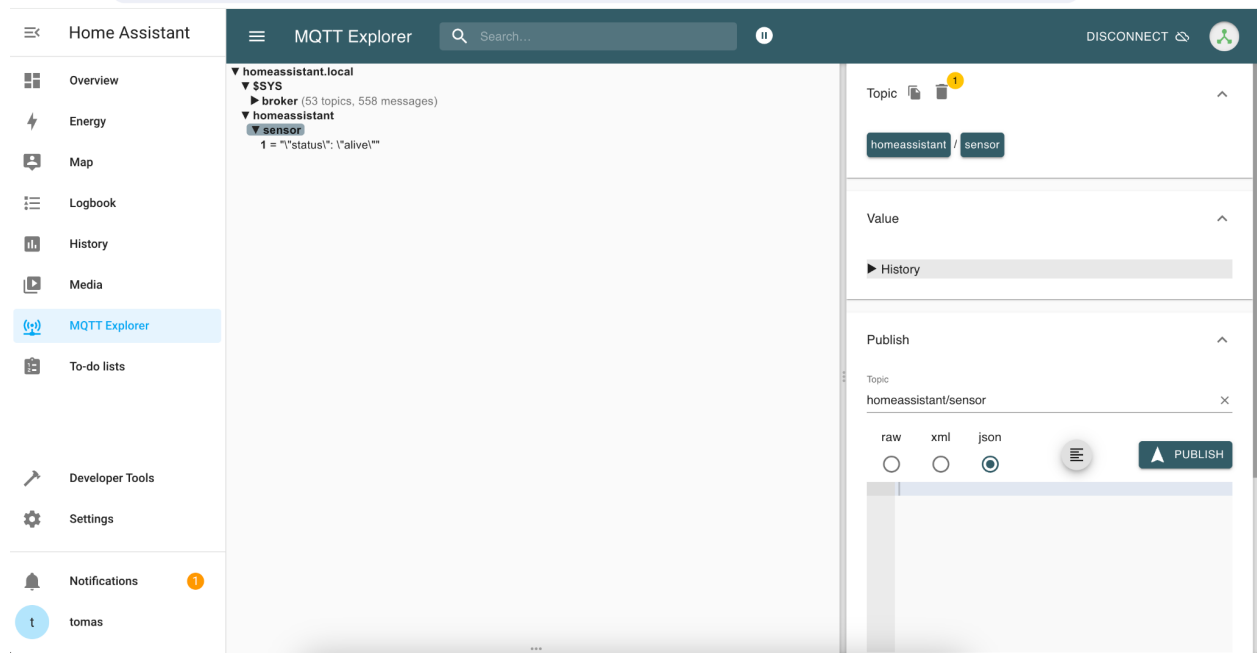 Home Assistant
Overview
Energy
Map
Logbook
History
Media
MQTT Explorer
To-do lists
Developer Tools
Settings
Notifications 1
t tomas
MQTT Explorer Search... DISCONNECT
▼ homeassistant.local
▼ $SYS
▶ broker (53 topics, 558 messages)
▼ homeassistant
▼ sensor
1 = "\"status\": \"alive\""
Topic 1
homeassistant / sensor
Value
▶ History
Publish
Topic
homeassistant/sensor
raw xml json
PUBLISH